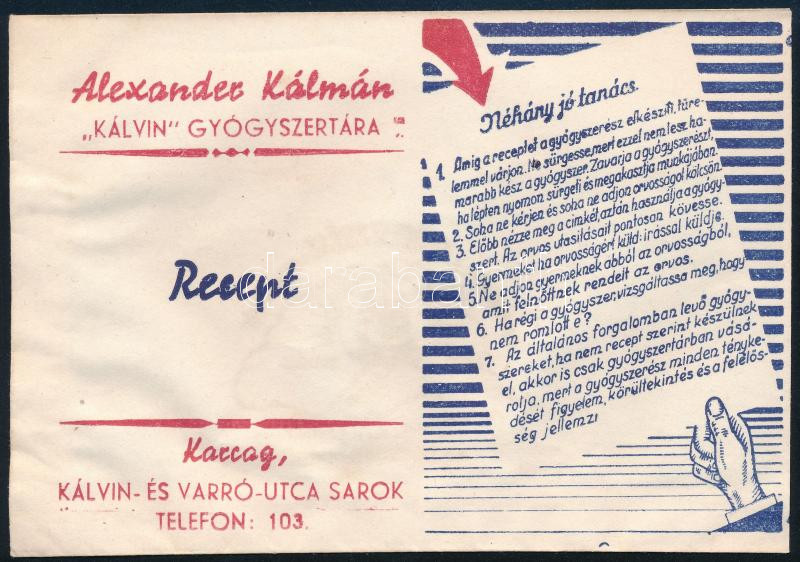 Alexander Kálmán
„KÁLVIN" GYÓGYSZERTÁRA
Recept
Karcag,
KÁLVIN- ÉS VARRÓ-UTCA SAROK
TELEFON: 103.
Néhány jó tanács.
1. Amig a receptet a gyógyszerész elkésziti, türe-
lemmel várjon. Ne sürgesse, mert ezzel nem lesz ha-
marabb kész a gyógyszer. Zavarja a gyógyszerészt,
ha lépten nyomon sürgeti és megakasztja munkájában.
2. Soha ne kérjen és soha ne adjon orvosságot kölcsön.
3. Előbb nézze meg a cimkét, aztán használja a gyógy-
szert. Az orvos utasitásait pontosan kövesse.
4. Gyermeket ha orvosságért küld: irással küldje.
5. Ne adjon gyermeknek abból az orvosságból,
amit felnőttnek rendelt az orvos.
6. Ha régi a gyógyszer, vizsgáltassa meg, hogy
nem romlott e?
7. Az általános forgalomban levő gyógy-
szereket, ha nem recept szerint készülnek
el, akkor is csak gyógyszertárban vásá-
rolja, mert a gyógyszerész minden tényke-
dését figyelem, körültekintés és a felelős-
ség jellemzi
darabanth